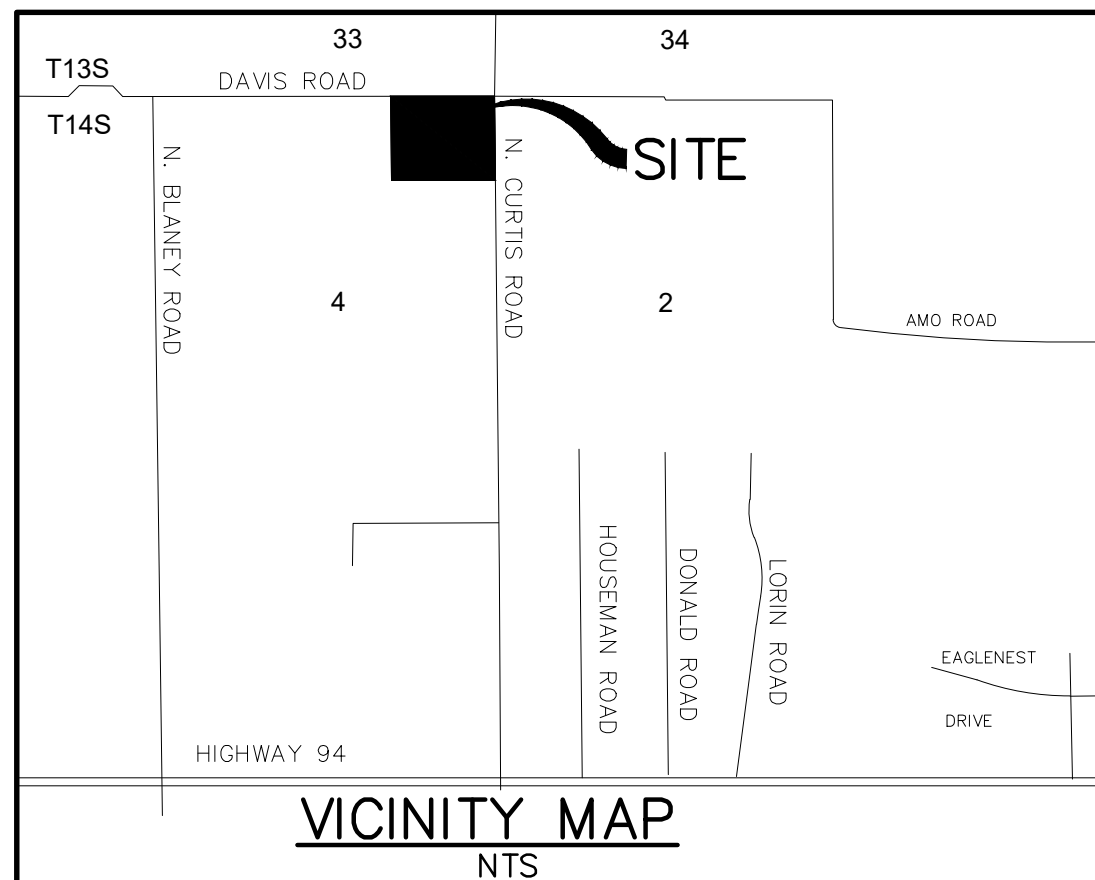 33
34
T13S
DAVIS ROAD
T14S
SITE
N. BLANEY ROAD
N. CURTIS ROAD
4
2
AMO ROAD
HOUSEMAN ROAD
DONALD ROAD
LORIN ROAD
EAGLENEST
DRIVE
HIGHWAY 94
VICINITY MAP
NTS